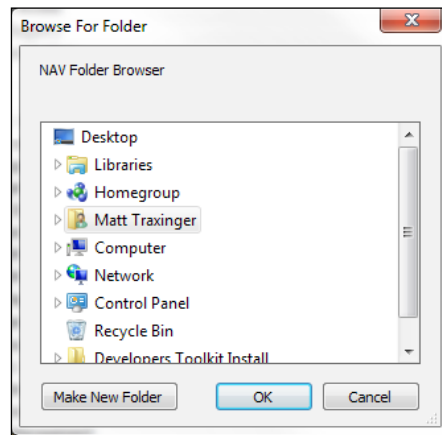 Browse For Folder
NAV Folder Browser
Desktop
Libraries
Homegroup
Matt Traxinger
Computer
Network
Control Panel
Recycle Bin
Developers Toolkit Install
Make New Folder
OK
Cancel